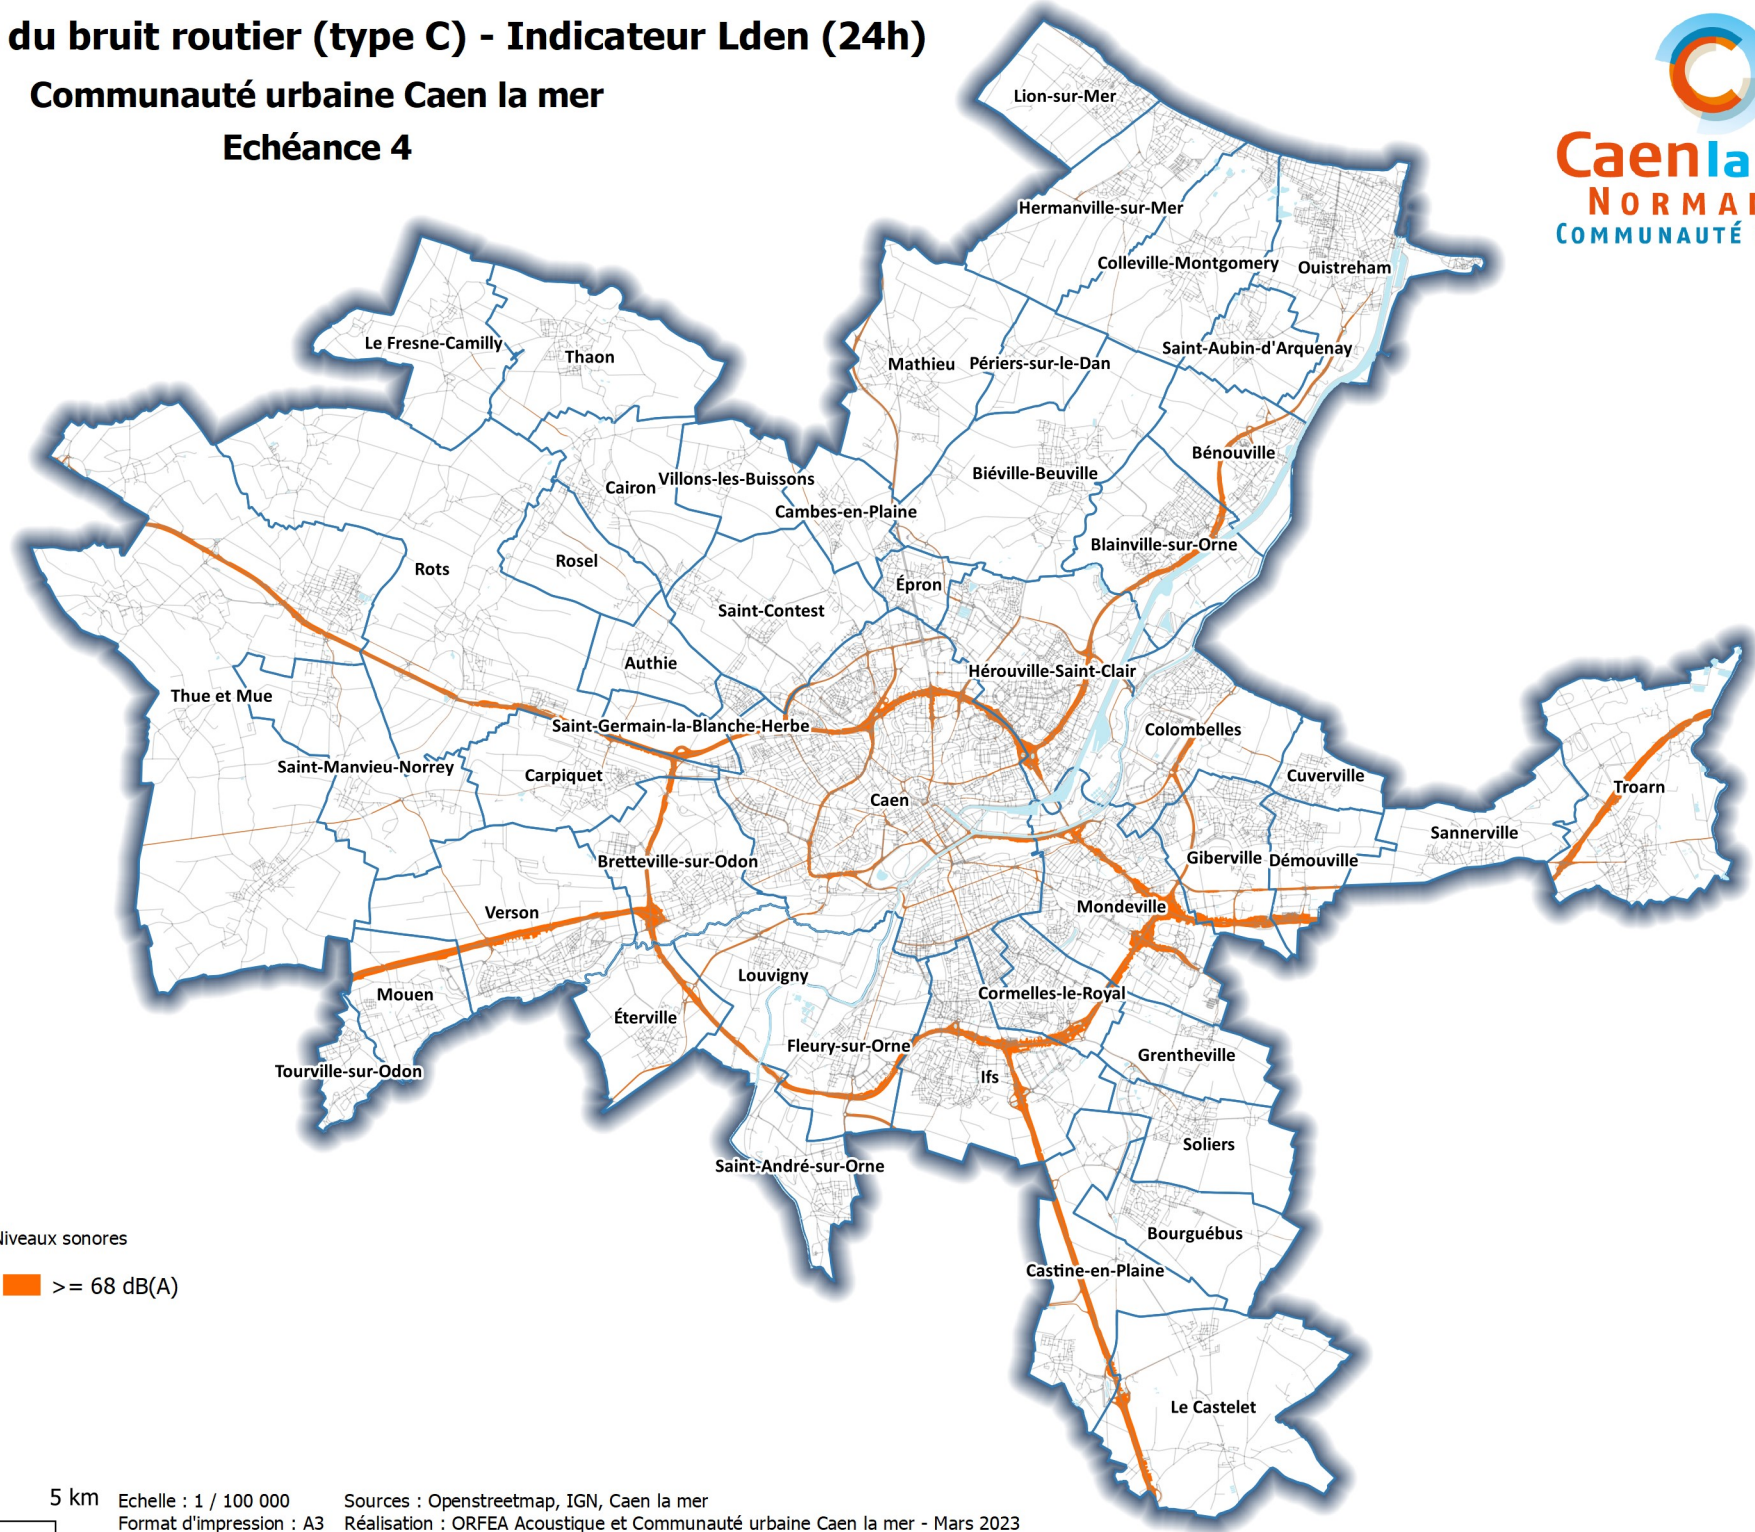 du bruit routier (type C) - Indicateur Lden (24h)
Communauté urbaine Caen la mer
Echéance 4
Caen la
NORMA
COMMUNAUTÉ
Lion-sur-Mer
Hermanville-sur-Mer
Colleville-Montgomery
Ouistreham
Le Fresne-Camilly
Thaon
Mathieu
Périers-sur-le-Dan
Saint-Aubin-d'Arquenay
Bénouville
Cairon
Villons-les-Buissons
Biéville-Beuville
Cambes-en-Plaine
Blainville-sur-Orne
Rots
Rosel
Épron
Saint-Contest
Authie
Hérouville-Saint-Clair
Thue et Mue
Saint-Germain-la-Blanche-Herbe
Colombelles
Saint-Manvieu-Norrey
Carpiquet
Cuverville
Troarn
Caen
Sannerville
Bretteville-sur-Odon
Giberville
Démouville
Verson
Mondeville
Louvigny
Mouen
Cormelles-le-Royal
Éterville
Fleury-sur-Orne
Grentheville
Tourville-sur-Odon
Ifs
Soliers
Saint-André-sur-Orne
Bourguébus
Castine-en-Plaine
Le Castelet
Niveaux sonores
>= 68 dB(A)
5 km
Echelle : 1 / 100 000
Sources : Openstreetmap, IGN, Caen la mer
Format d'impression : A3
Réalisation : ORFEA Acoustique et Communauté urbaine Caen la mer - Mars 2023